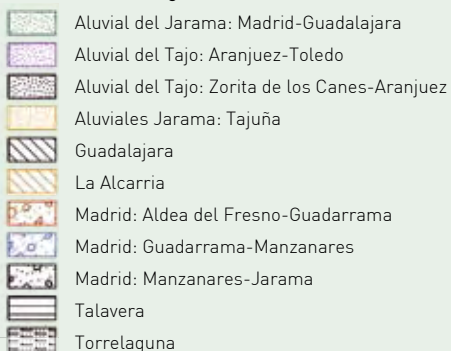 Aluvial del Jarama: Madrid-Guadalajara
Aluvial del Tajo: Aranjuez-Toledo
Aluvial del Tajo: Zorita de los Canes-Aranjuez
Aluviales Jarama: Tajuña
Guadalajara
La Alcarria
Madrid: Aldea del Fresno-Guadarrama
Madrid: Guadarrama-Manzanares
Madrid: Manzanares-Jarama
Talavera
Torrelaguna